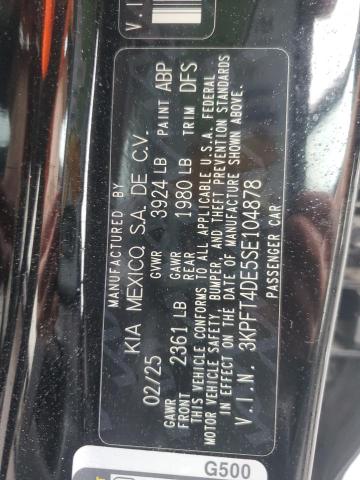 V.I.N
MANUFACTURED BY
KIA MEXICO, S.A. DE C.V.
02/25 GVWR 3924 LB PAINT ABP
GAWR FRONT 2361 LB GAWR REAR 1980 LB TRIM DFS
THIS VEHICLE CONFORMS TO ALL APPLICABLE U.S.A. FEDERAL
MOTOR VEHICLE SAFETY, BUMPER, AND THEFT PREVENTION STANDARDS
IN EFFECT ON THE DATE OF MANUFACTURE SHOWN ABOVE.
V.I.N. 3KPFT4DE5SE104878
PASSENGER CAR
G500